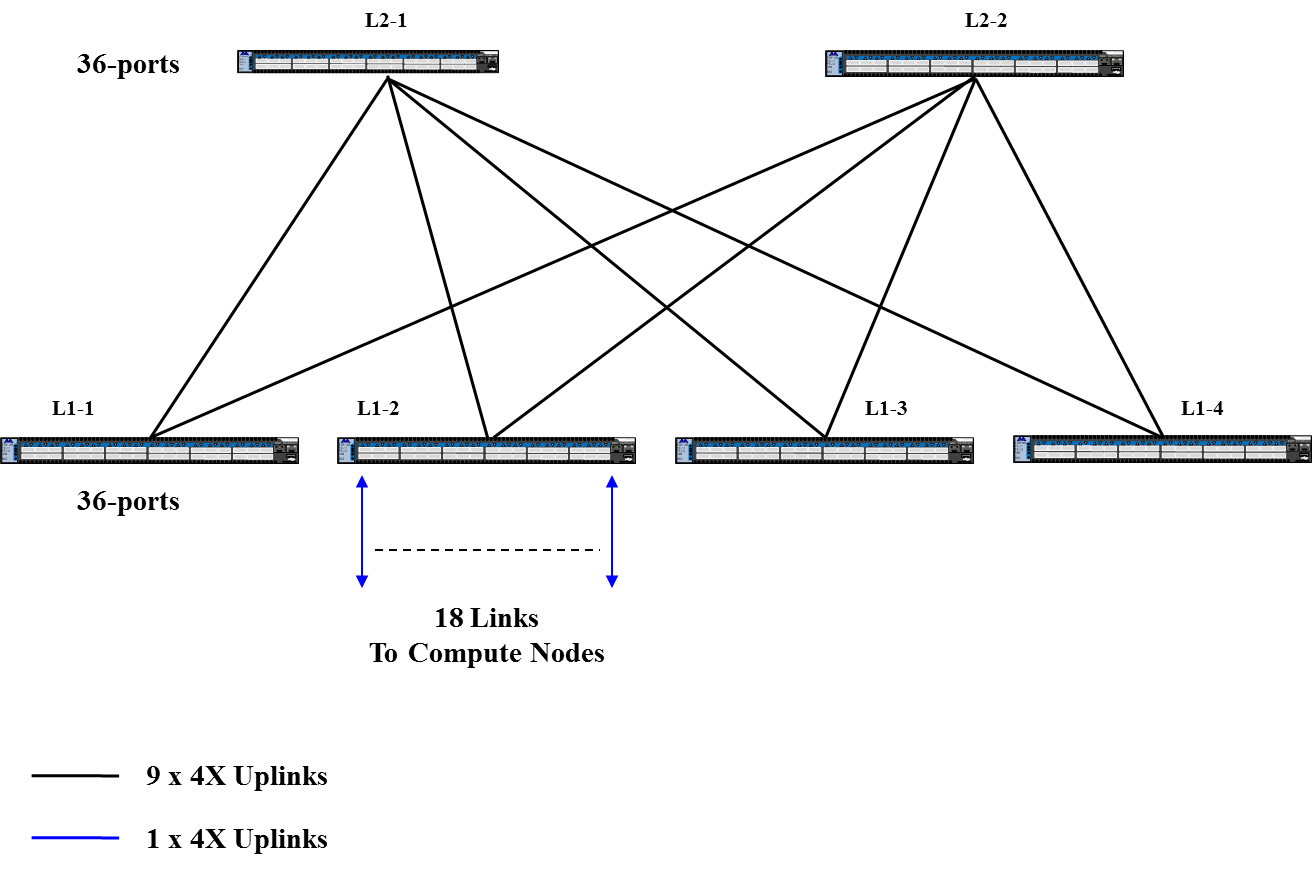 L2-1
L2-2
36-ports
L1-1
L1-2
L1-3
L1-4
36-ports
18 Links
To Compute Nodes
9 x 4X Uplinks
1 x 4X Uplinks